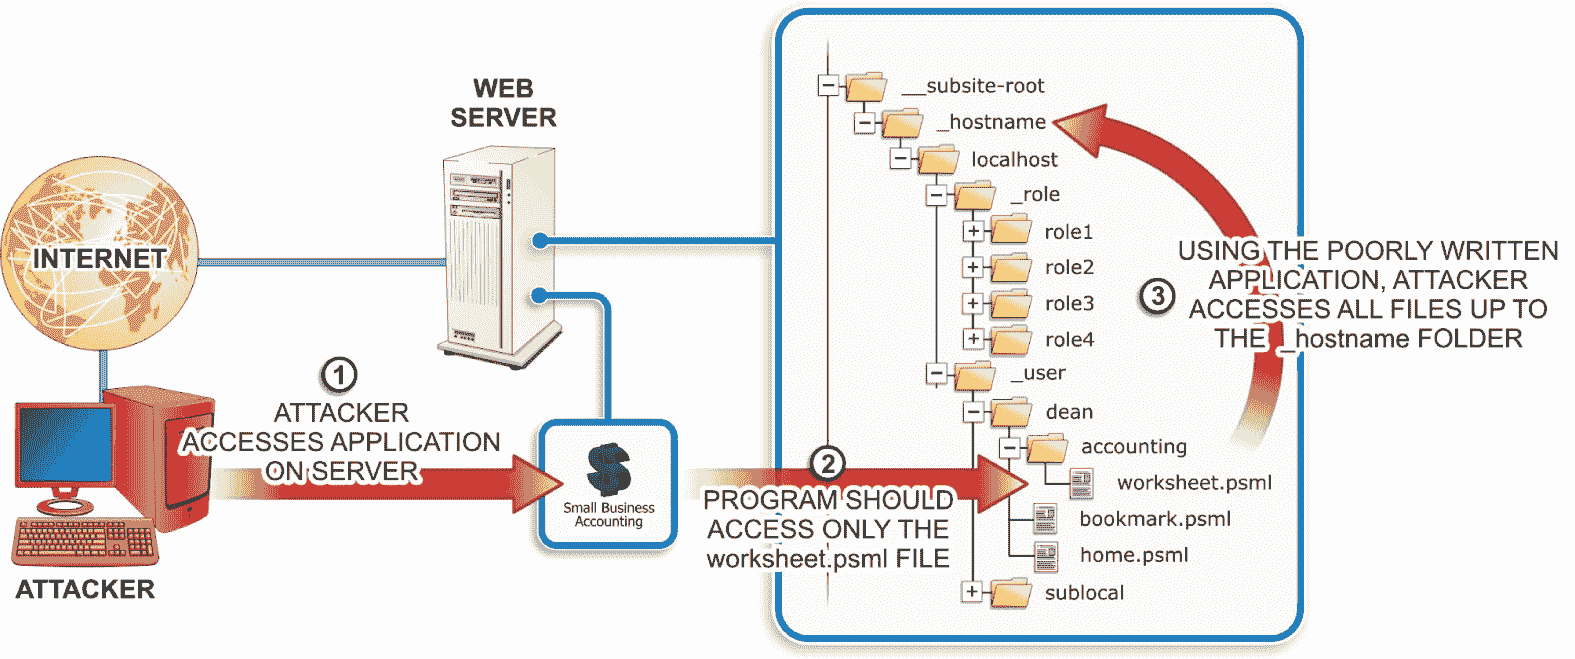 WEB
SERVER
INTERNET
ATTACKER
1
ATTACKER
ACCESSES APPLICATION
ON SERVER
Small Business
Accounting
2
PROGRAM SHOULD
ACCESS ONLY THE
worksheet.psml FILE
__subsite-root
_hostname
localhost
_role
role1
role2
role3
role4
_user
dean
accounting
worksheet.psml
bookmark.psml
home.psml
sublocal
3
USING THE POORLY WRITTEN
APPLICATION, ATTACKER
ACCESSES ALL FILES UP TO
THE _hostname FOLDER